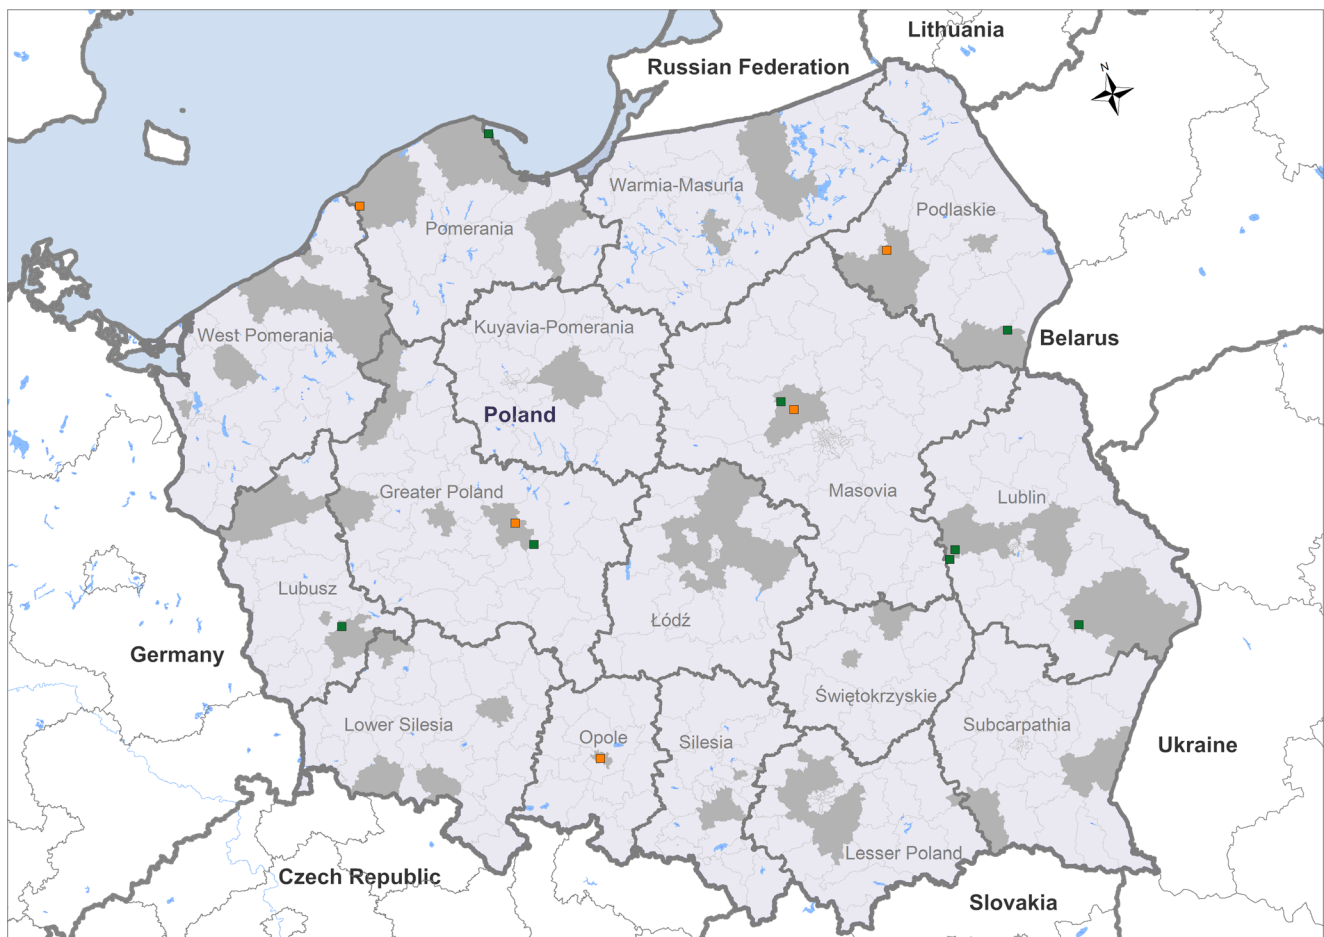 Lithuania
Russian Federation
N
Warmia-Masuria
Podlaskie
Pomerania
Kuyavia-Pomerania
West Pomerania
Belarus
Poland
Greater Poland
Masovia
Lublin
Lubusz
Łódź
Germany
Świętokrzyskie
Lower Silesia
Subcarpathia
Opole
Silesia
Ukraine
Lesser Poland
Czech Republic
Slovakia